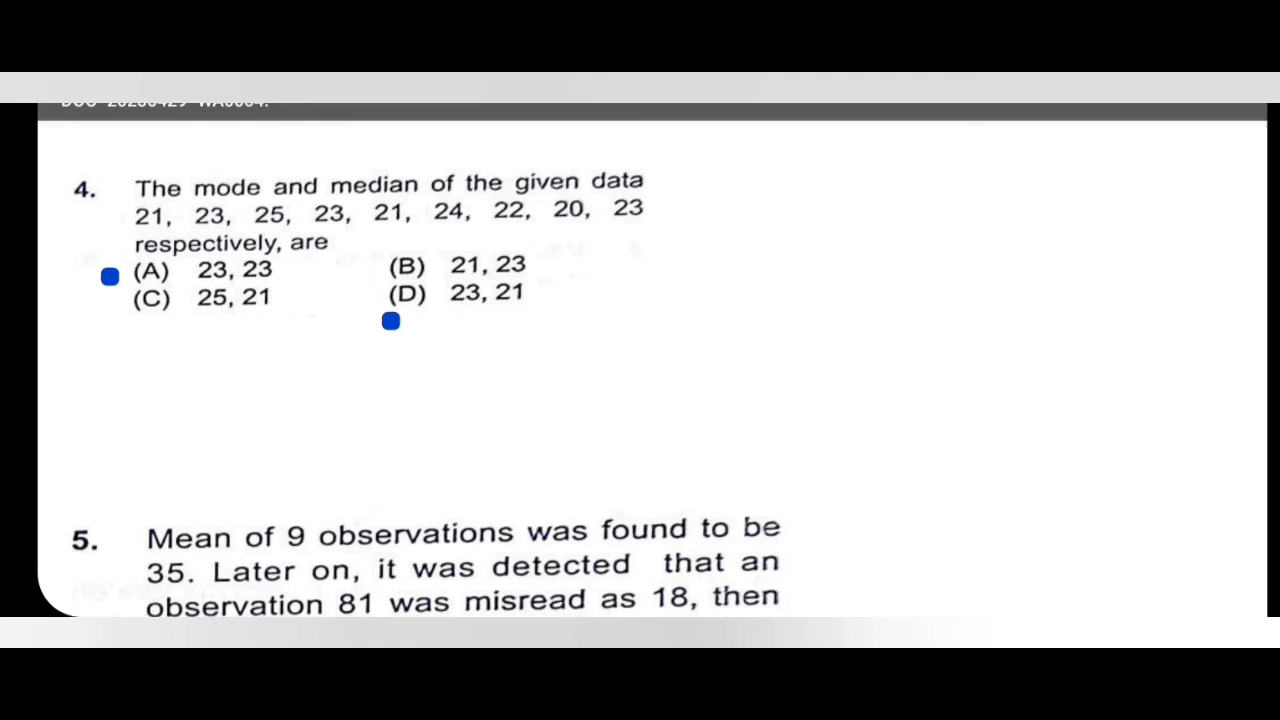 4. The mode and median of the given data
21, 23, 25, 23, 21, 24, 22, 20, 23
respectively, are
(A) 23, 23 (B) 21, 23
(C) 25, 21 (D) 23, 21
5. Mean of 9 observations was found to be
35. Later on, it was detected that an
observation 81 was misread as 18, then